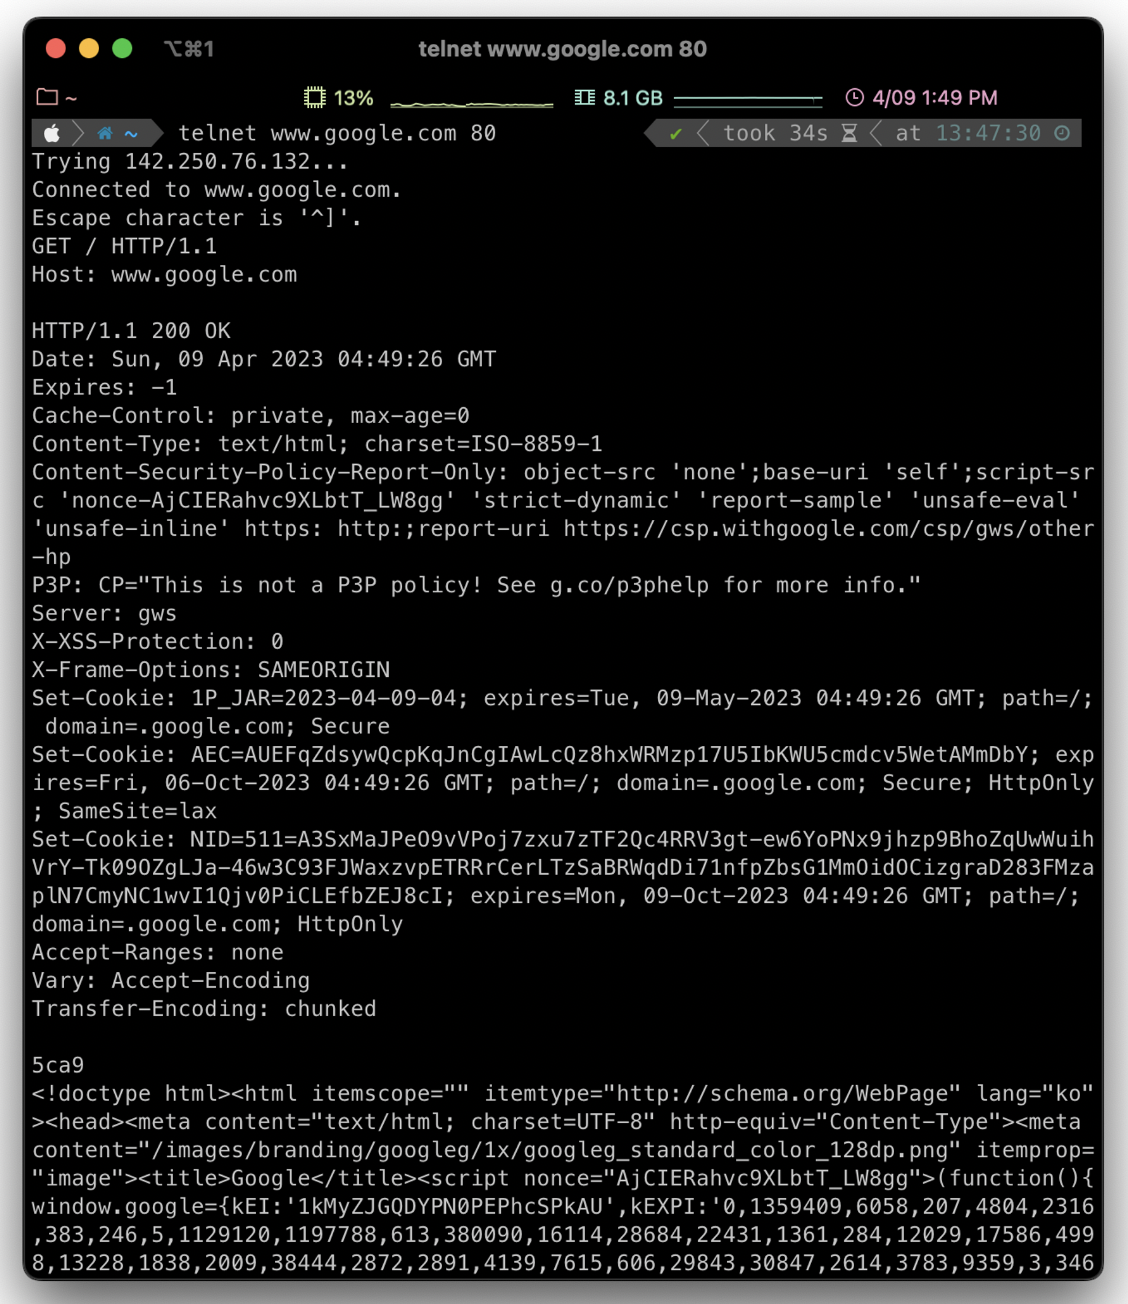 ⌥⌘1 telnet www.google.com 80
~ 13% 8.1 GB 4/09 1:49 PM
~ telnet www.google.com 80 ✔ took 34s at 13:47:30
Trying 142.250.76.132...
Connected to www.google.com.
Escape character is '^]'.
GET / HTTP/1.1
Host: www.google.com
HTTP/1.1 200 OK
Date: Sun, 09 Apr 2023 04:49:26 GMT
Expires: -1
Cache-Control: private, max-age=0
Content-Type: text/html; charset=ISO-8859-1
Content-Security-Policy-Report-Only: object-src 'none';base-uri 'self';script-sr
c 'nonce-AjCIERahvc9XLbtT_LW8gg' 'strict-dynamic' 'report-sample' 'unsafe-eval'
'unsafe-inline' https: http:;report-uri https://csp.withgoogle.com/csp/gws/other
-hp
P3P: CP="This is not a P3P policy! See g.co/p3phelp for more info."
Server: gws
X-XSS-Protection: 0
X-Frame-Options: SAMEORIGIN
Set-Cookie: 1P_JAR=2023-04-09-04; expires=Tue, 09-May-2023 04:49:26 GMT; path=/;
 domain=.google.com; Secure
Set-Cookie: AEC=AUEFqZdsywQcpKqJnCgIAwLcQz8hxWRMzp17U5IbKWU5cmdcv5WetAMmDbY; exp
ires=Fri, 06-Oct-2023 04:49:26 GMT; path=/; domain=.google.com; Secure; HttpOnly
; SameSite=lax
Set-Cookie: NID=511=A3SxMaJPeO9vVPoj7zxu7zTF2Qc4RRV3gt-ew6YoPNx9jhzp9BhoZqUwWuih
VrY-Tk09OZgLJa-46w3C93FJWaxzvpETRRrCerLTzSaBRWqdDi71nfpZbsG1MmOidOCizgraD283FMza
plN7CmyNC1wvI1Qjv0PiCLEfbZEJ8cI; expires=Mon, 09-Oct-2023 04:49:26 GMT; path=/;
domain=.google.com; HttpOnly
Accept-Ranges: none
Vary: Accept-Encoding
Transfer-Encoding: chunked
5ca9
<!doctype html><html itemscope="" itemtype="http://schema.org/WebPage" lang="ko"
><head><meta content="text/html; charset=UTF-8" http-equiv="Content-Type"><meta
content="/images/branding/googleg/1x/googleg_standard_color_128dp.png" itemprop=
"image"><title>Google</title><script nonce="AjCIERahvc9XLbtT_LW8gg">(function(){
window.google={kEI:'1kMyZJGQDYPN0PEPhcSPkAU',kEXPI:'0,1359409,6058,207,4804,2316
,383,246,5,1129120,1197788,613,380090,16114,28684,22431,1361,284,12029,17586,499
8,13228,1838,2009,38444,2872,2891,4139,7615,606,29843,30847,2614,3783,9359,3,346